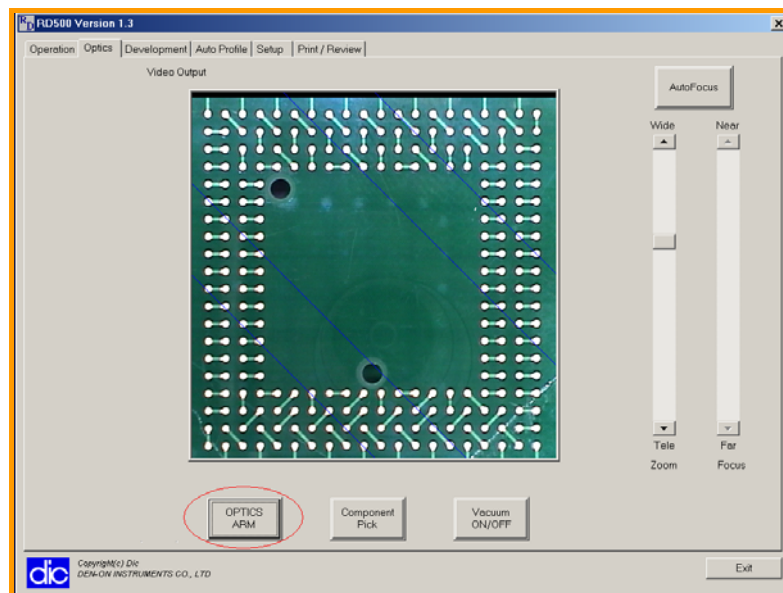 RD RD500 Version 1.3
Operation Optics Development Auto Profile Setup Print / Review
Video Output
AutoFocus
Wide Near
Tele Far
Zoom Focus
OPTICS
ARM
Component
Pick
Vacuum
ON/OFF
dic
Copyright(c) Dic
DEN-ON INSTRUMENTS CO., LTD
Exit